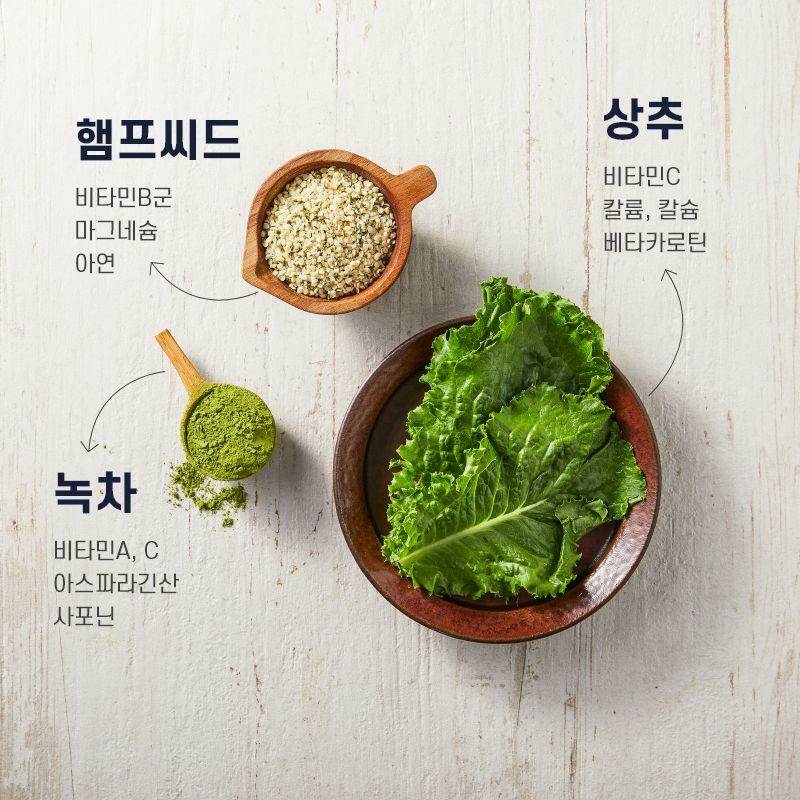 햄프씨드
비타민B군
마그네슘
아연
상추
비타민C
칼륨, 칼슘
베타카로틴
녹차
비타민A, C
아스파라긴산
사포닌